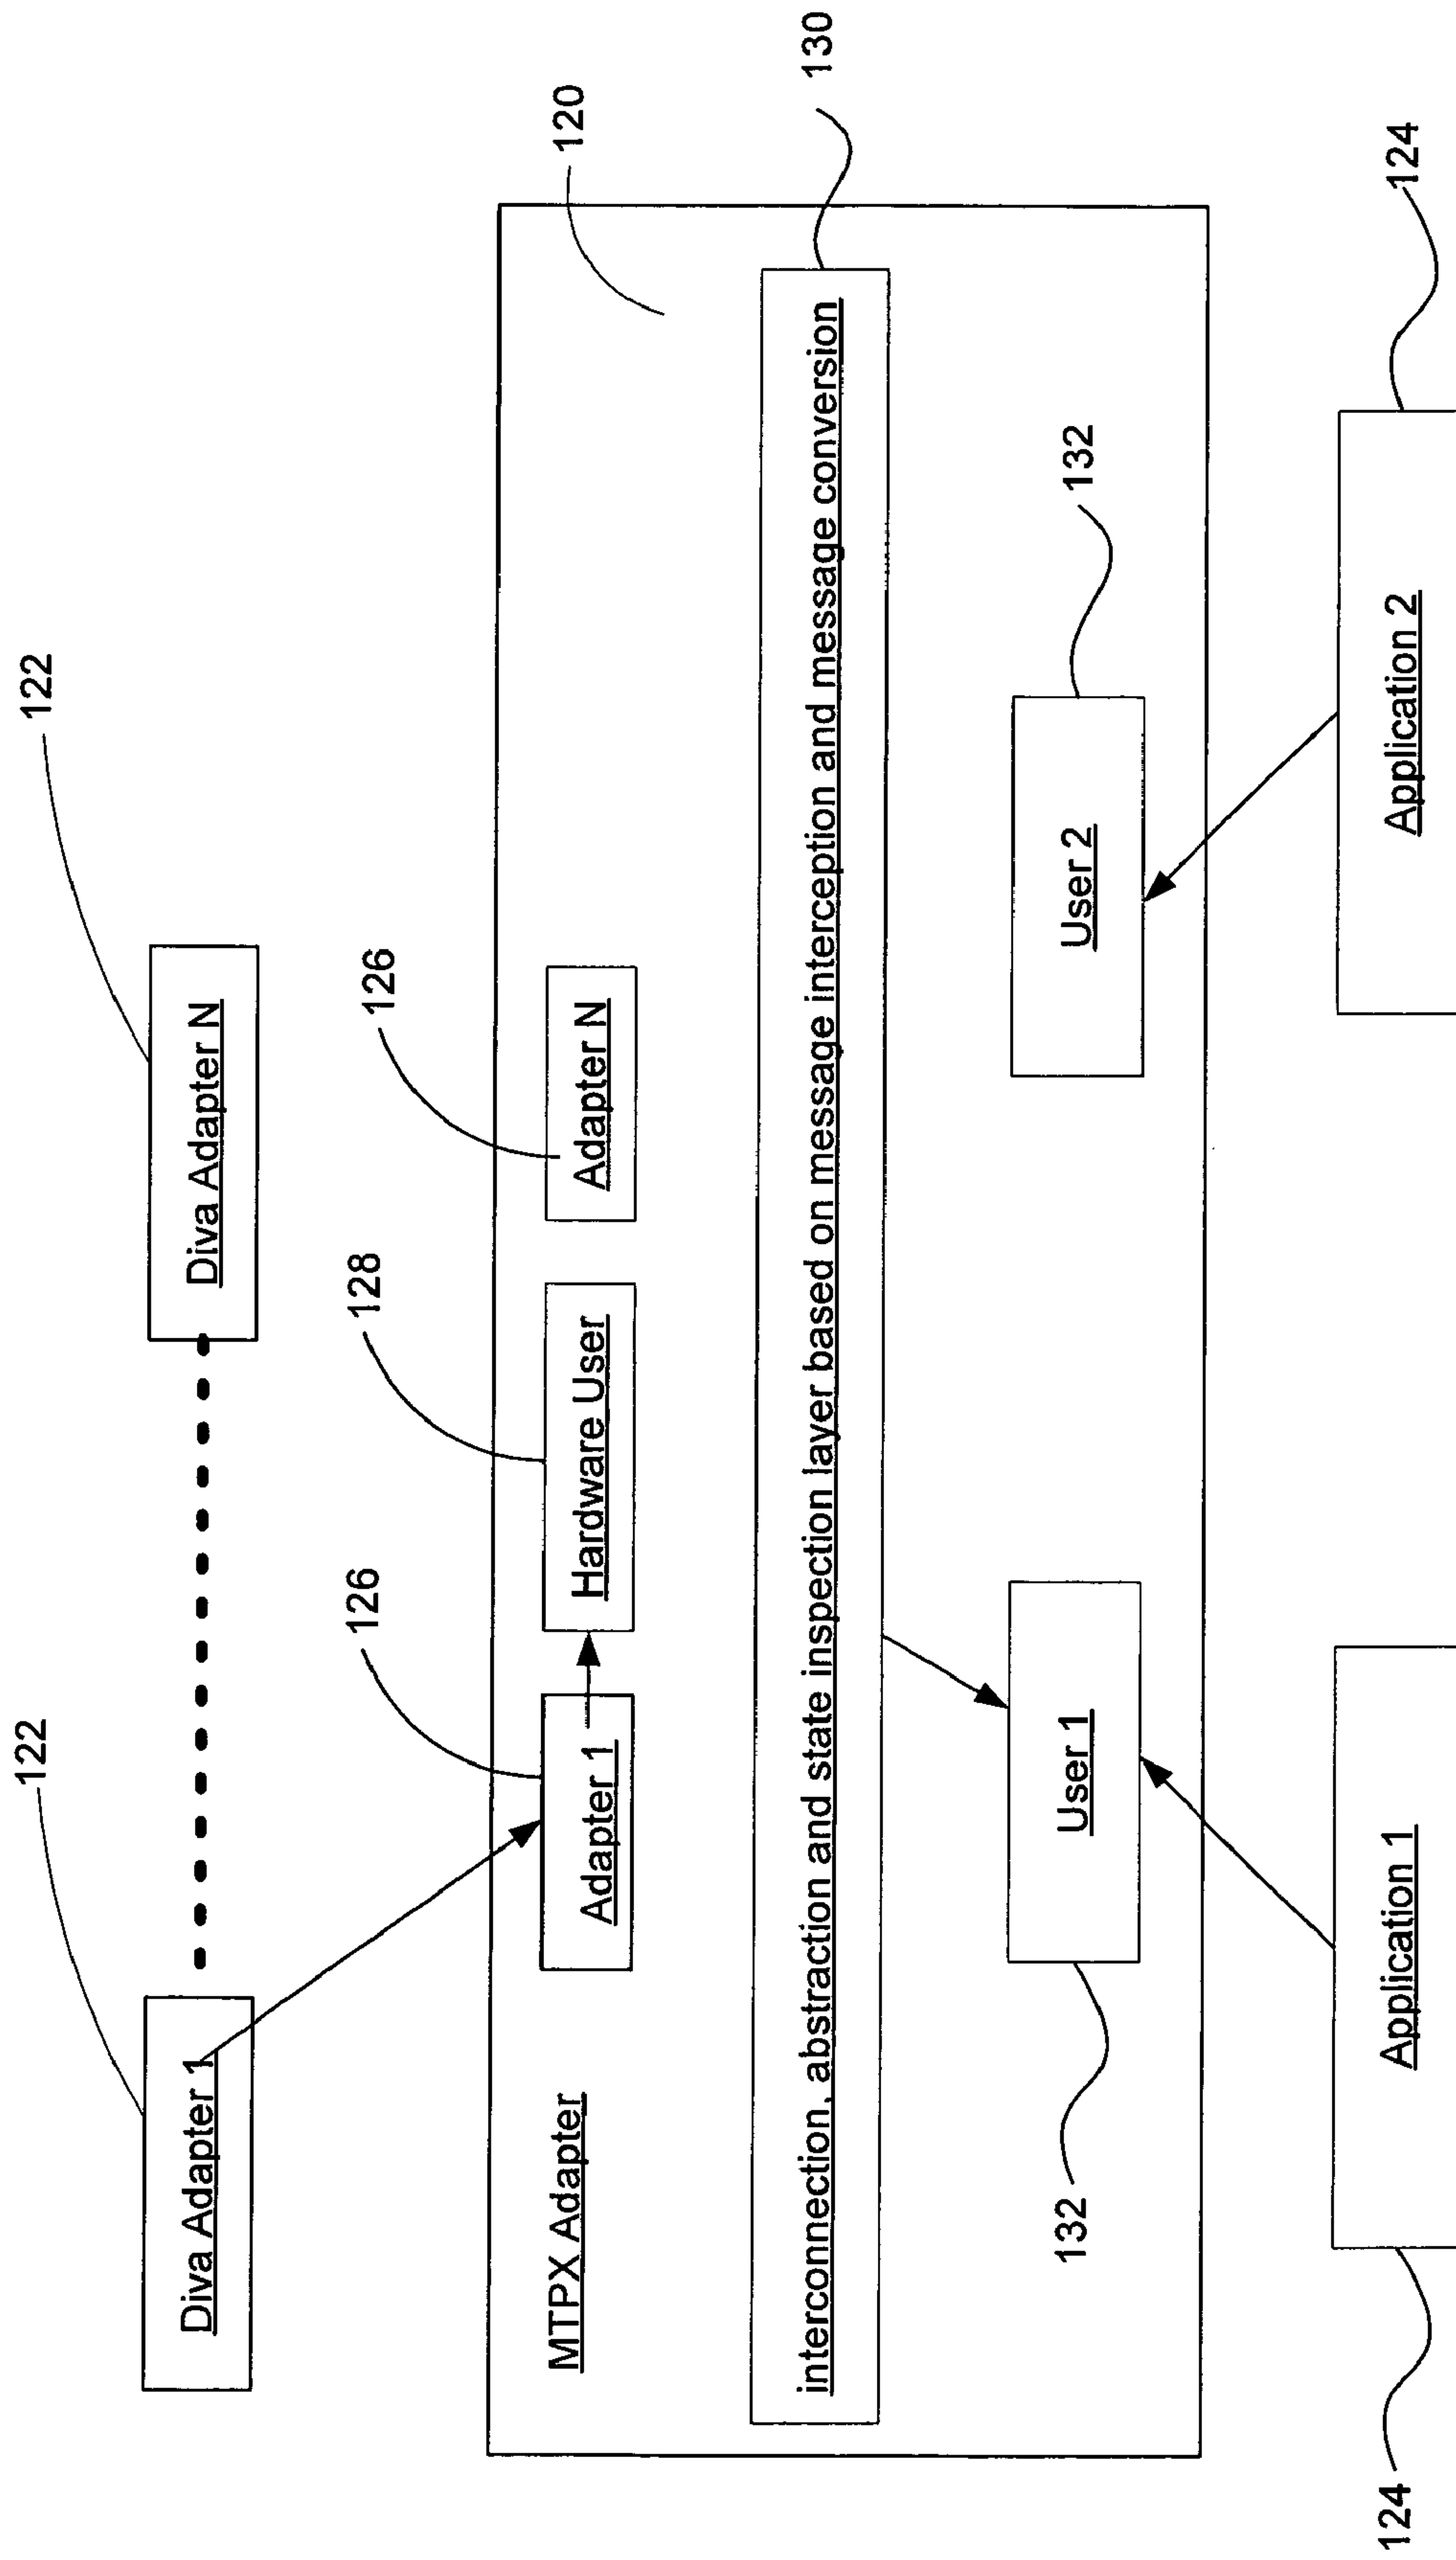 122
122
Diva Adapter 1
Diva Adapter N
126
128
126
120
MTPX Adapter
Adapter 1
Hardware User
Adapter N
130
interconnection, abstraction and state inspection layer based on message interception and message conversion
132
132
User 1
User 2
124
124
Application 1
Application 2